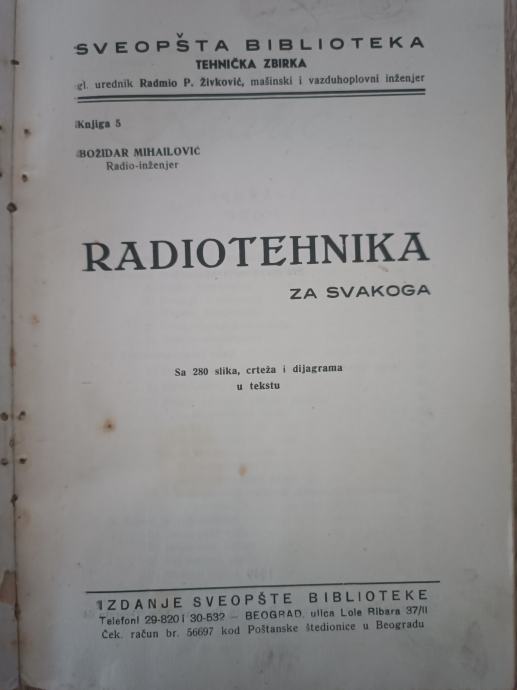 SVEOPŠTA BIBLIOTEKA
TEHNIČKA ZBIRKA
gl. urednik Radmio P. Živković, mašinski i vazduhoplovni inženjer
Knjiga 5
BOŽIDAR MIHAILOVIĆ
Radio-inženjer
RADIOTEHNIKA
ZA SVAKOGA
Sa 280 slika, crteža i dijagrama
u tekstu
IZDANJE SVEOPŠTE BIBLIOTEKE
Telefoni 29-820 i 30-532 — BEOGRAD, ulica Lole Ribara 37/II
Ček. račun br. 56697 kod Poštanske štedionice u Beogradu